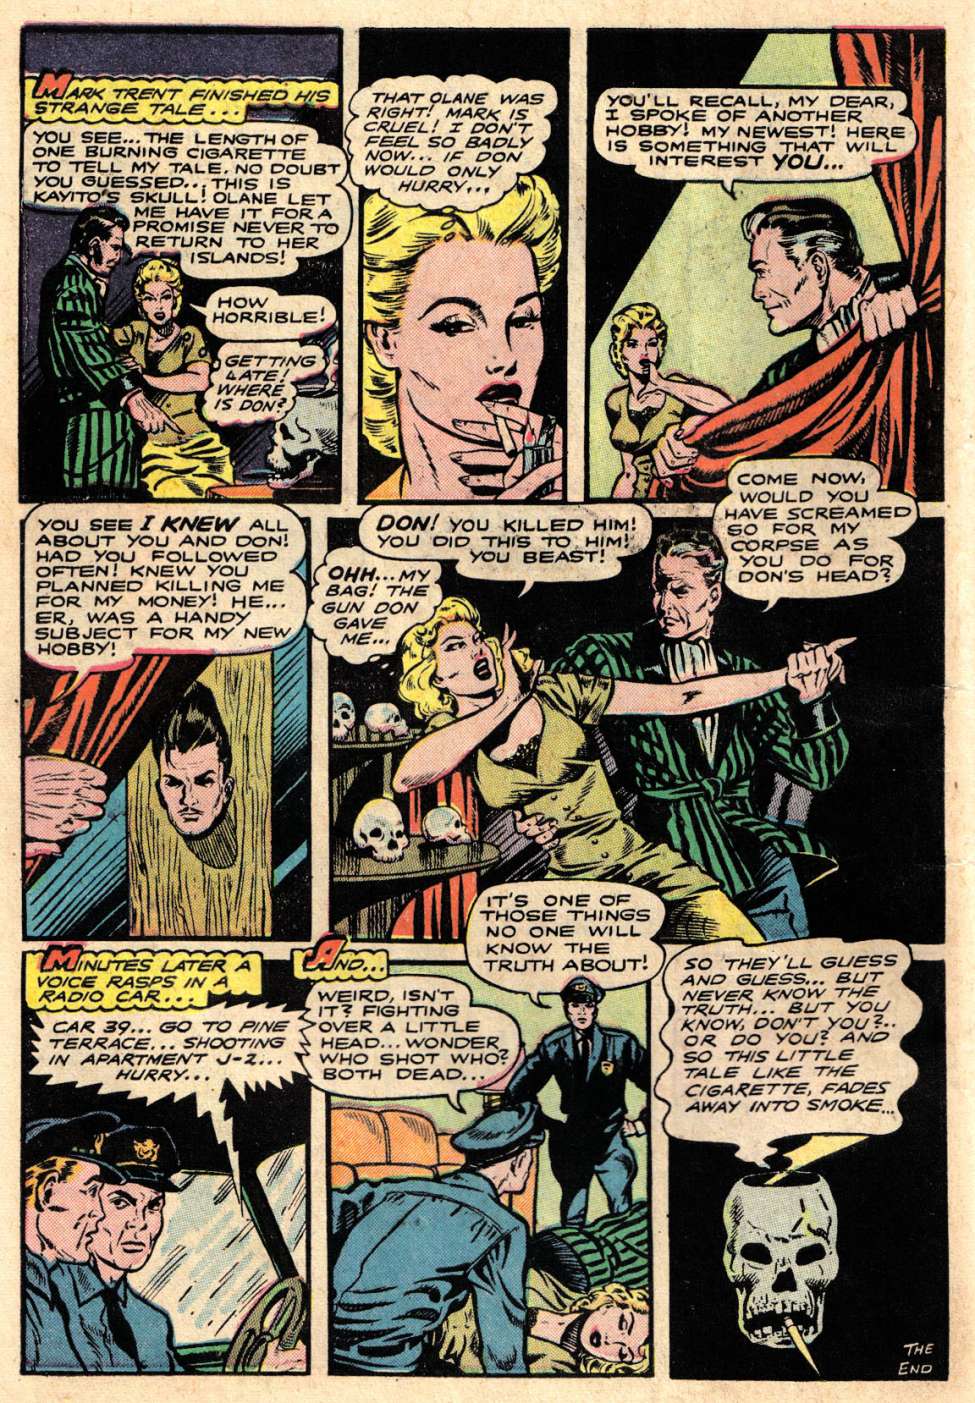 MARK TRENT FINISHED HIS
STRANGE TALE...
YOU SEE... THE LENGTH OF
ONE BURNING CIGARETTE
TO TELL MY TALE. NO DOUBT
YOU GUESSED... THIS IS
KAYITO'S SKULL! OLANE LET
ME HAVE IT FOR A
PROMISE NEVER TO
RETURN TO HER
ISLANDS!
HOW
HORRIBLE!
GETTING
LATE!
WHERE
IS DON?
THAT OLANE WAS
RIGHT! MARK IS
CRUEL! I DON'T
FEEL SO BADLY
NOW... IF DON
WOULD ONLY
HURRY...
YOU'LL RECALL, MY DEAR,
I SPOKE OF ANOTHER
HOBBY! MY NEWEST! HERE
IS SOMETHING THAT WILL
INTEREST YOU...
YOU SEE I KNEW ALL
ABOUT YOU AND DON!
HAD YOU FOLLOWED
OFTEN! KNEW YOU
PLANNED KILLING ME
FOR MY MONEY! HE...
ER, WAS A HANDY
SUBJECT FOR MY NEW
HOBBY!
DON! YOU KILLED HIM!
YOU DID THIS TO HIM!
YOU BEAST!
OHH... MY
BAG! THE
GUN DON
GAVE
ME...
COME NOW,
WOULD YOU
HAVE SCREAMED
SO FOR MY
CORPSE AS
YOU DO FOR
DON'S HEAD?
MINUTES LATER A
VOICE RASPS IN A
RADIO CAR...
CAR 39... GO TO PINE
TERRACE... SHOOTING
IN APARTMENT J-2...
HURRY...
AND...
WEIRD, ISN'T
IT? FIGHTING
OVER A LITTLE
HEAD... WONDER
WHO SHOT WHO?
BOTH DEAD...
IT'S ONE OF
THOSE THINGS
NO ONE WILL
KNOW THE
TRUTH ABOUT!
SO THEY'LL GUESS
AND GUESS... BUT
NEVER KNOW THE
TRUTH... BUT YOU
KNOW, DON'T YOU?..
OR DO YOU? AND
SO THIS LITTLE
TALE LIKE THE
CIGARETTE, FADES
AWAY INTO SMOKE...
THE
END